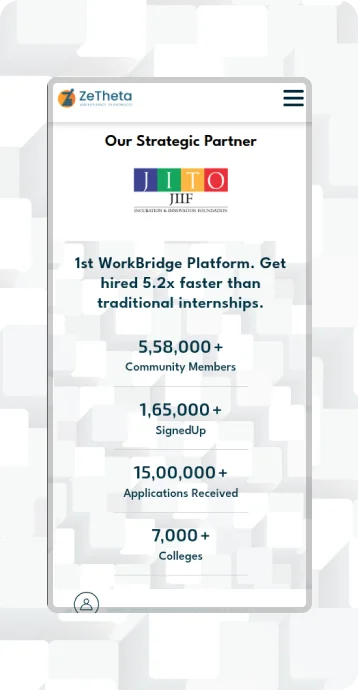 ZeTheta
Our Strategic Partner
JITO
JIIF
INCUBATION & INNOVATION FOUNDATION
1st WorkBridge Platform. Get
hired 5.2x faster than
traditional internships.
5,58,000+
Community Members
1,65,000+
SignedUp
15,00,000+
Applications Received
7,000+
Colleges